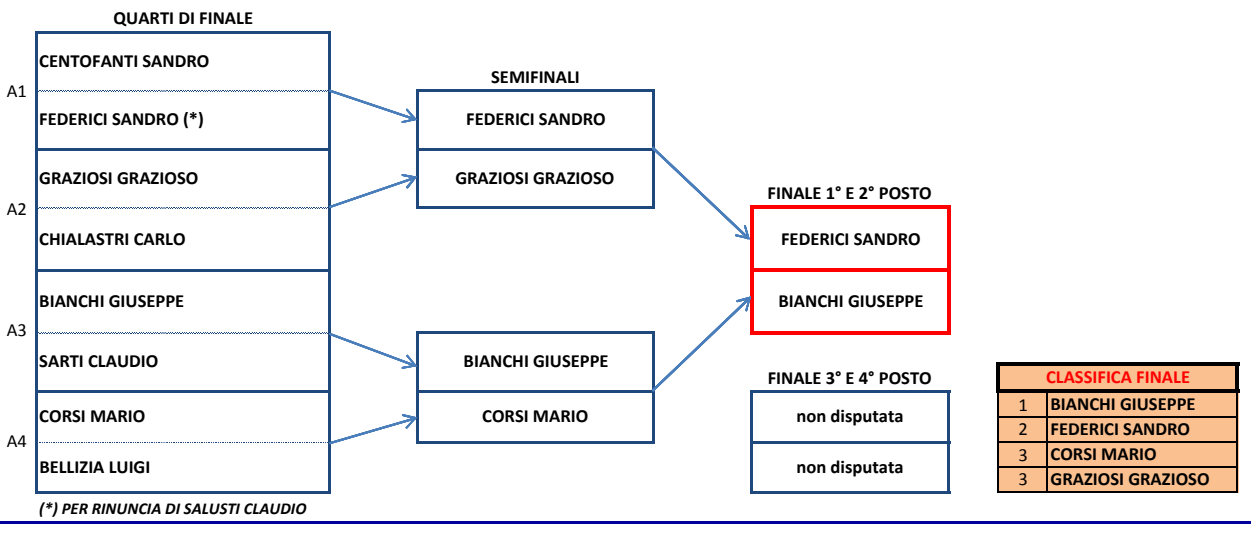 QUARTI DI FINALE
CENTOFANTI SANDRO
A1
FEDERICI SANDRO (*)
GRAZIOSI GRAZIOSO
A2
CHIALASTRI CARLO
BIANCHI GIUSEPPE
A3
SARTI CLAUDIO
CORSI MARIO
A4
BELLIZIA LUIGI
(*) PER RINUNCIA DI SALUSTI CLAUDIO
SEMIFINALI
FEDERICI SANDRO
GRAZIOSI GRAZIOSO
BIANCHI GIUSEPPE
CORSI MARIO
FINALE 1° E 2° POSTO
FEDERICI SANDRO
BIANCHI GIUSEPPE
FINALE 3° E 4° POSTO
non disputata
non disputata
CLASSIFICA FINALE
1 BIANCHI GIUSEPPE
2 FEDERICI SANDRO
3 CORSI MARIO
3 GRAZIOSI GRAZIOSO